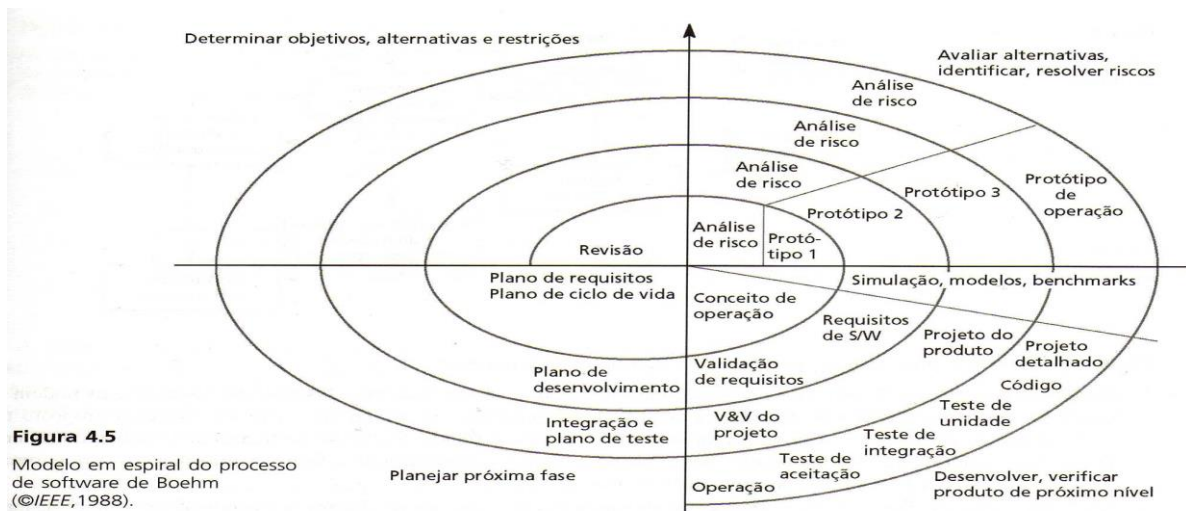 Determinar objetivos, alternativas e restrições
Avaliar alternativas,
identificar, resolver riscos
Análise
de risco
Análise
de risco
Análise
de risco
Protótipo
de
operação
Protótipo 3
Protótipo 2
Análise
de risco
Protó-
tipo 1
Revisão
Plano de requisitos
Plano de ciclo de vida
Simulação, modelos, benchmarks
Conceito de
operação
Requisitos
de S/W
Projeto do
produto
Projeto
detalhado
Plano de
desenvolvimento
Validação
de requisitos
Código
Teste de
unidade
Integração e
plano de teste
V&V do
projeto
Teste de
integração
Teste de
aceitação
Operação
Planejar próxima fase
Desenvolver, verificar
produto de próximo nível
Figura 4.5
Modelo em espiral do processo
de software de Boehm
(©IEEE,1988).